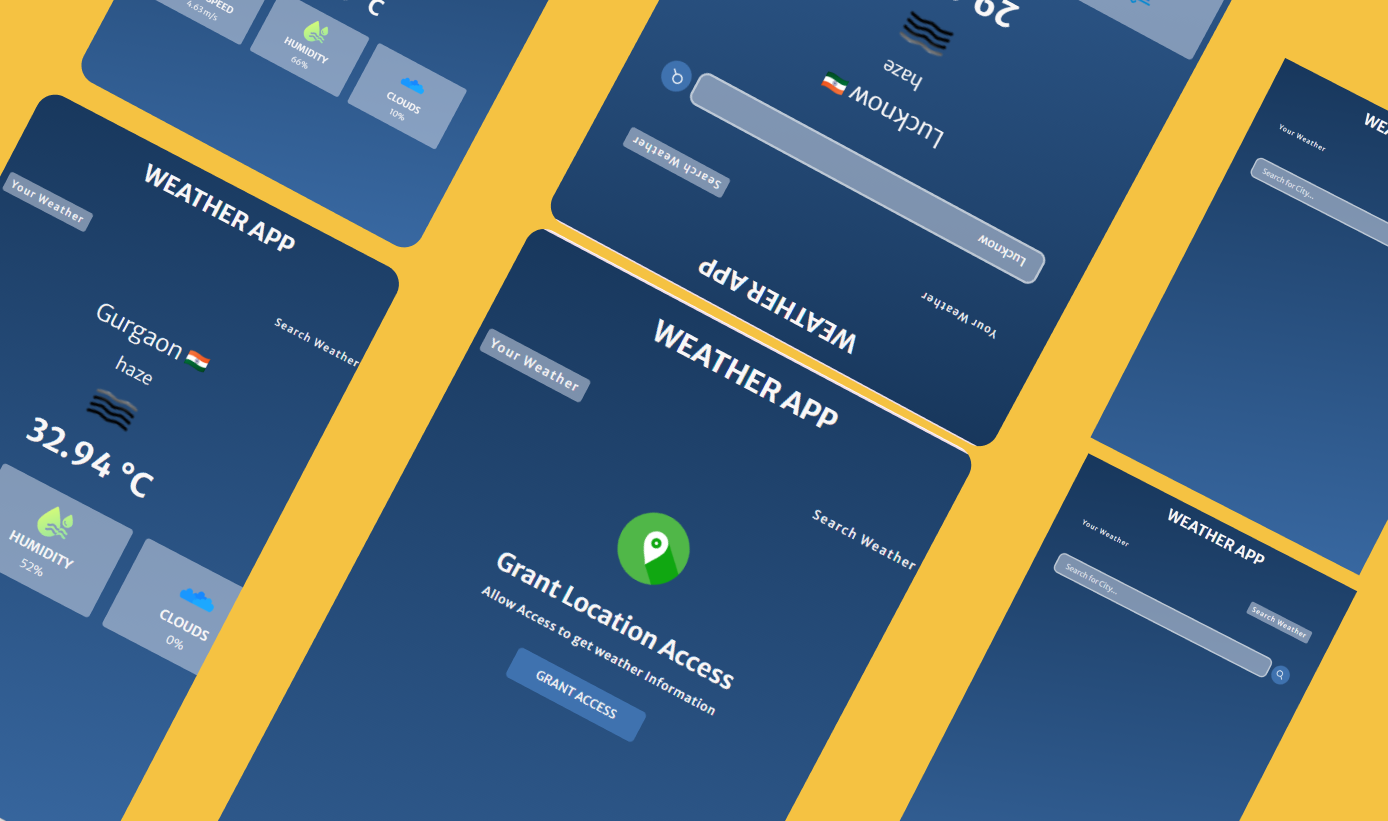 SPEED
4.63 m/s
HUMIDITY
66%
CLOUDS
10%
WEATHER APP
Your Weather
Search Weather
Gurgaon
haze
32.94 °C
HUMIDITY
52%
CLOUDS
0%
WEATHER APP
Your Weather
Search Weather
Lucknow
Lucknow
haze
29
WEATHER APP
Your Weather
Search Weather
Grant Location Access
Allow Access to get weather Information
GRANT ACCESS
Your Weather
Search for City...
WEATHER APP
Your Weather
Search Weather
Search for City...